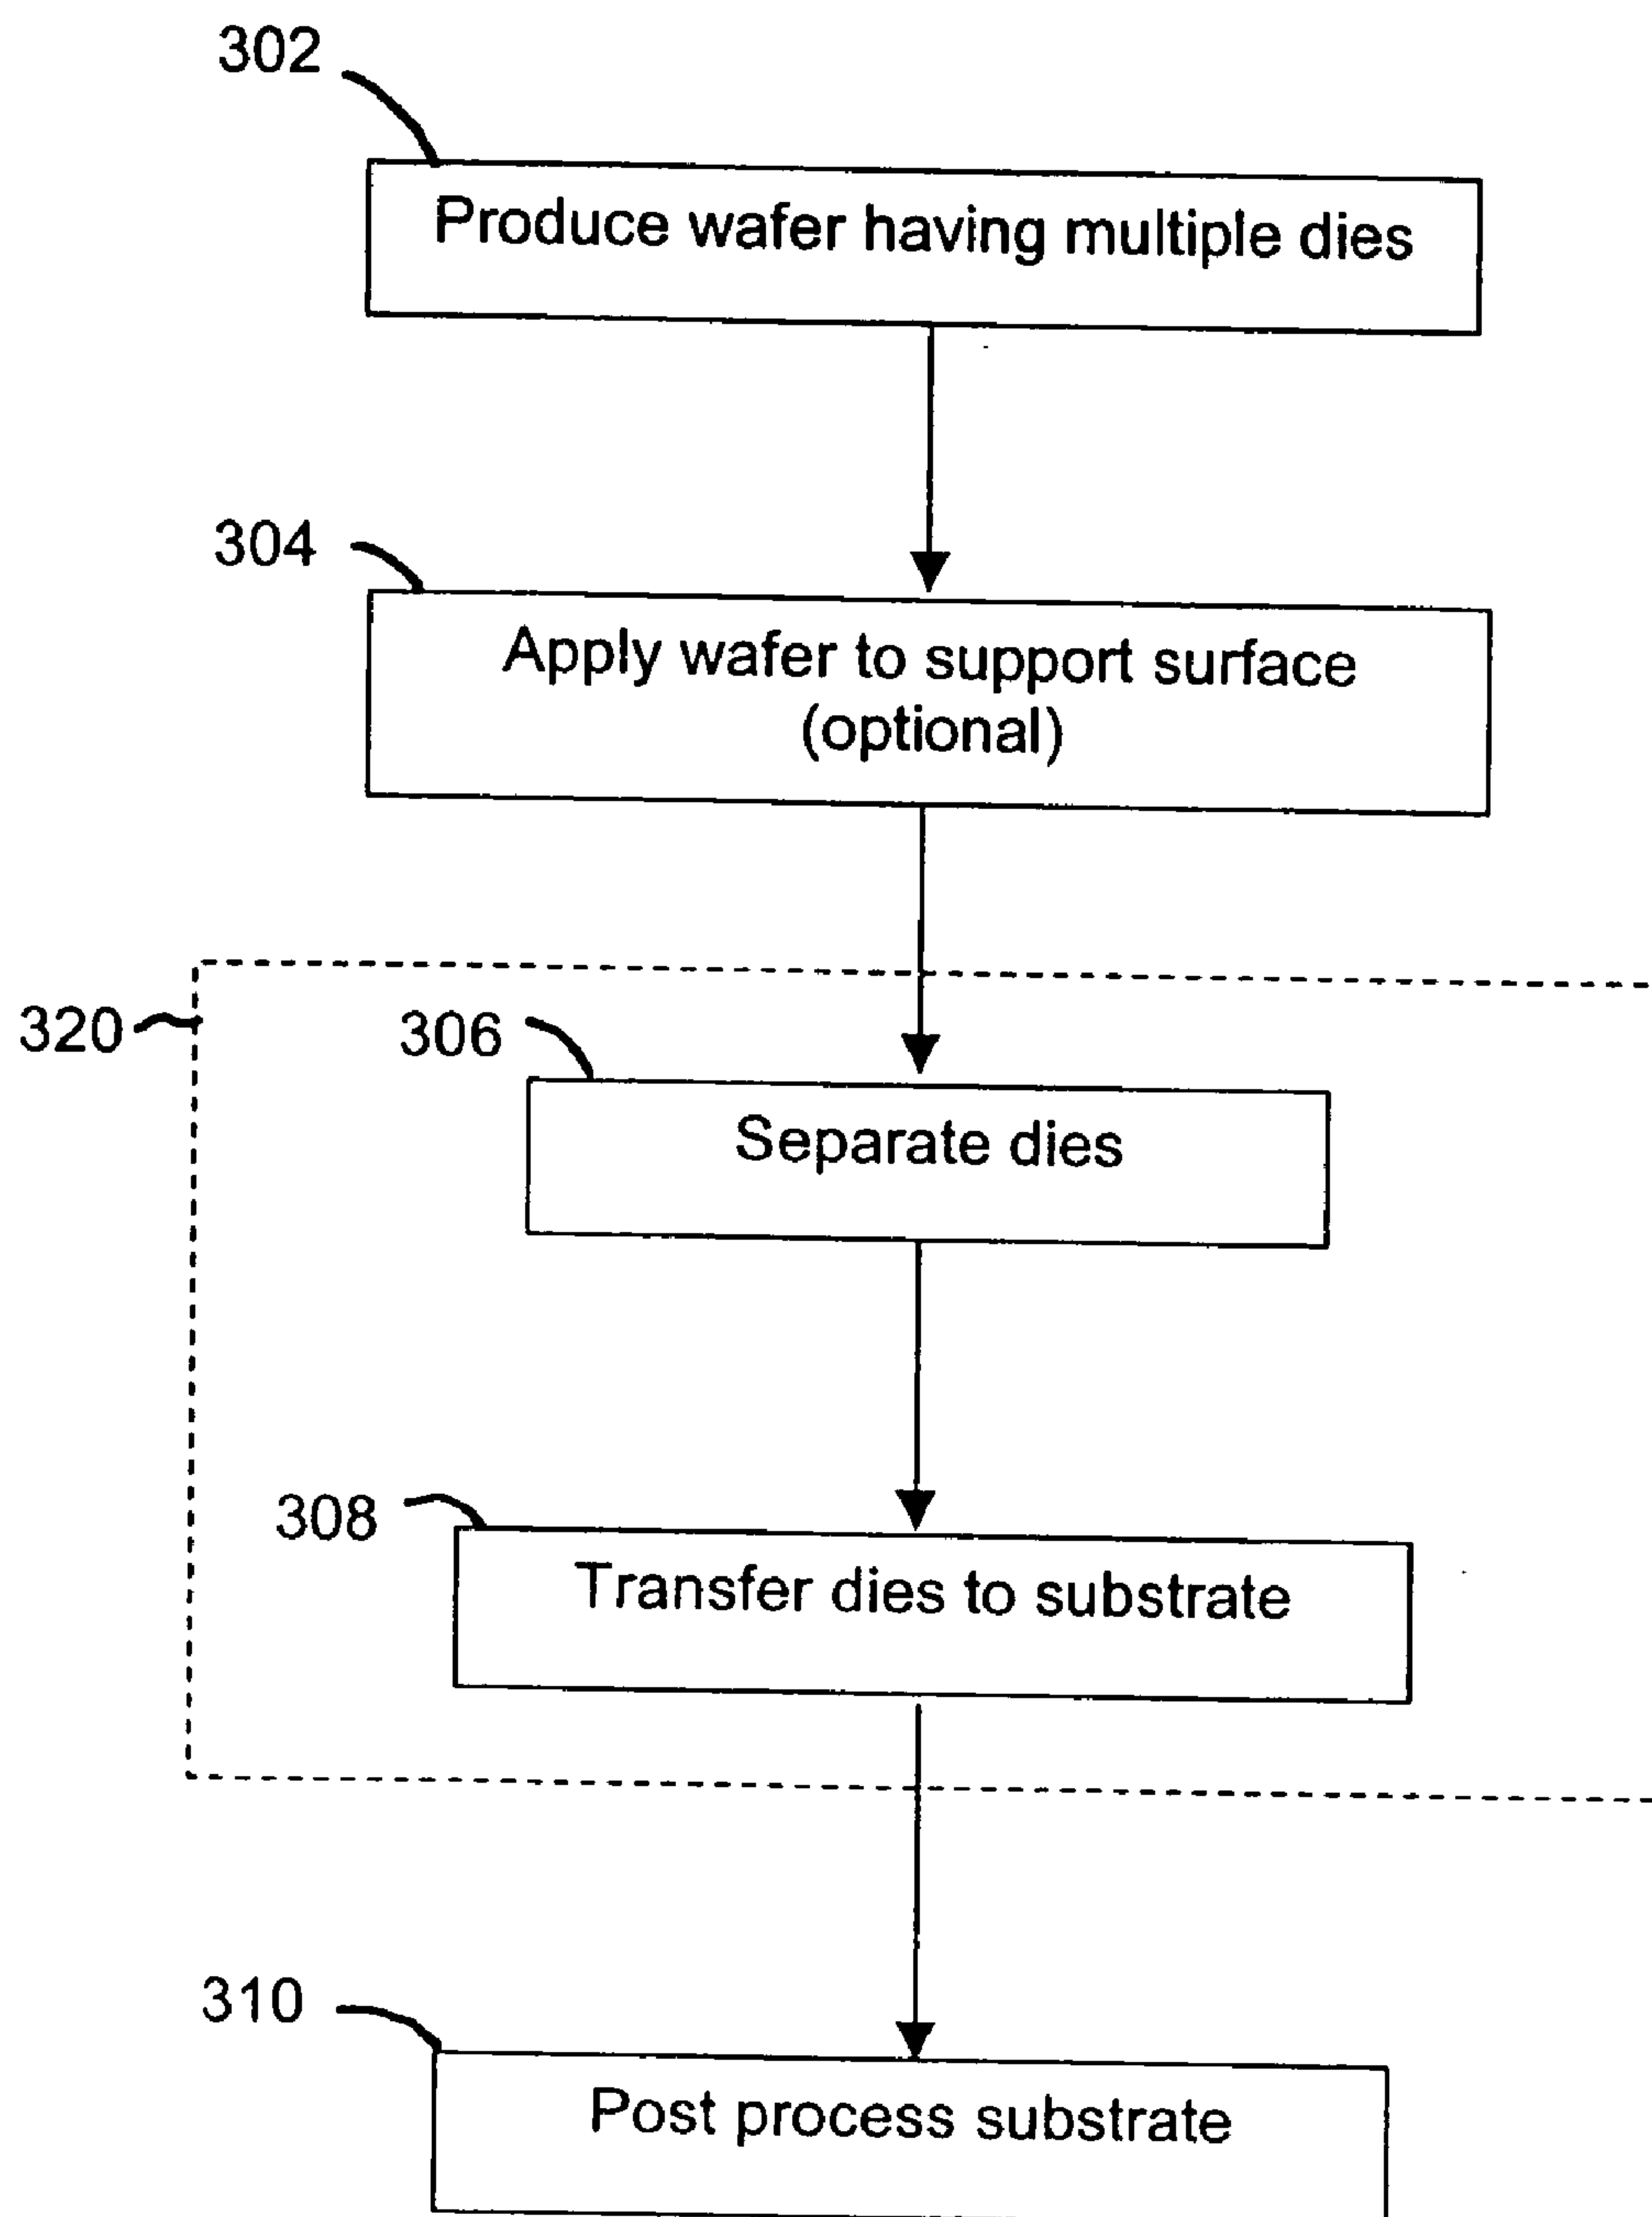 302
Produce wafer having multiple dies
304
Apply wafer to support surface
(optional)
320
306
Separate dies
308
Transfer dies to substrate
310
Post process substrate